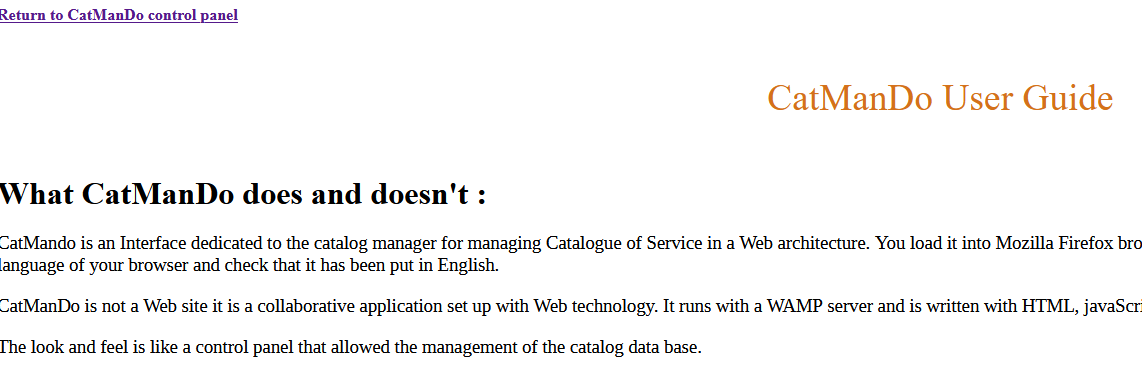 Return to CatManDo control panel
CatManDo User Guide
What CatManDo does and doesn't :
CatMando is an Interface dedicated to the catalog manager for managing Catalogue of Service in a Web architecture. You load it into Mozilla Firefox
language of your browser and check that it has been put in English.
CatManDo is not a Web site it is a collaborative application set up with Web technology. It runs with a WAMP server and is written with HTML,
The look and feel is like a control panel that allowed the management of the catalog data base.